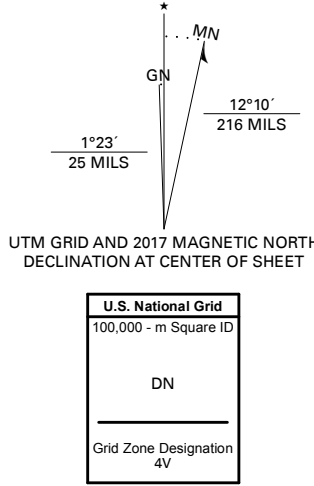 ★
MN
GN
1°23´
25 MILS
12°10´
216 MILS
UTM GRID AND 2017 MAGNETIC NORTH
DECLINATION AT CENTER OF SHEET
U.S. National Grid
100,000 - m Square ID
DN
Grid Zone Designation
4V